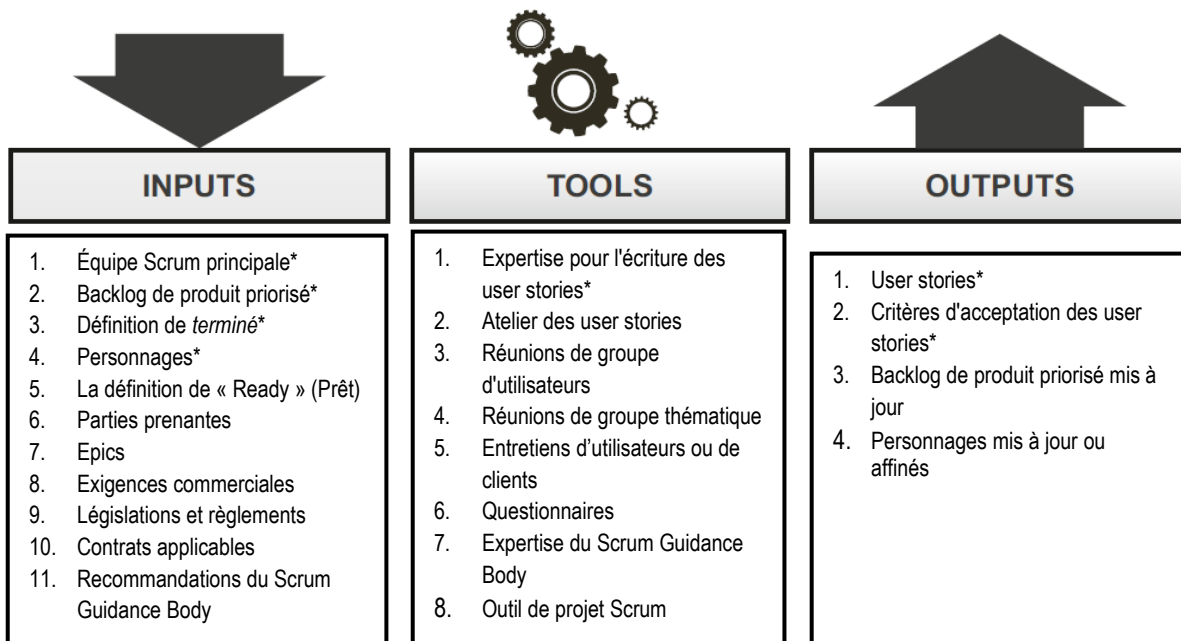 INPUTS
1. Équipe Scrum principale*
2. Backlog de produit priorisé*
3. Définition de terminé*
4. Personnages*
5. La définition de « Ready » (Prêt)
6. Parties prenantes
7. Epics
8. Exigences commerciales
9. Législations et règlements
10. Contrats applicables
11. Recommandations du Scrum
Guidance Body
TOOLS
1. Expertise pour l'écriture des
user stories*
2. Atelier des user stories
3. Réunions de groupe
d'utilisateurs
4. Réunions de groupe thématique
5. Entretiens d’utilisateurs ou de
clients
6. Questionnaires
7. Expertise du Scrum Guidance
Body
8. Outil de projet Scrum
OUTPUTS
1. User stories*
2. Critères d'acceptation des user
stories*
3. Backlog de produit priorisé mis à
jour
4. Personnages mis à jour ou
affinés